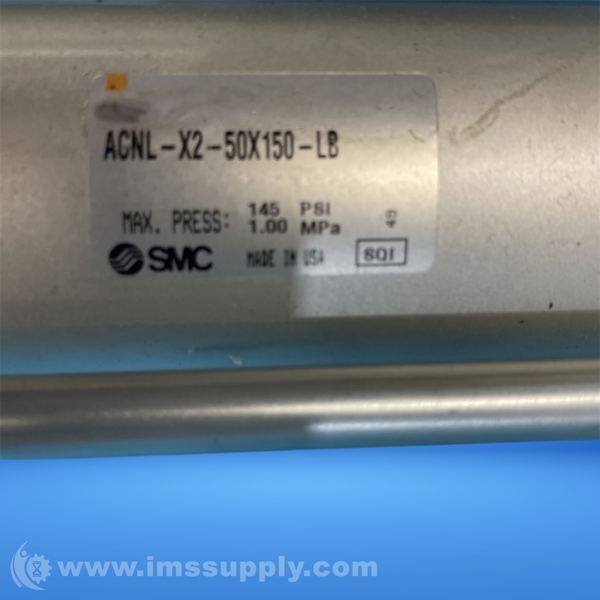 ACNL-X2-50X150-LB
MAX. PRESS: 145 PSI
1.00 MPa
49
SMC MADE IN USA SQI
www.imssupply.com